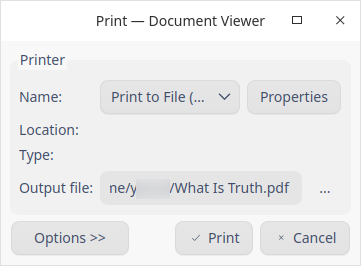 Print — Document Viewer
Printer
Name: Print to File (... Properties
Location:
Type:
Output file: ne/y /What Is Truth.pdf ...
Options >> Print Cancel